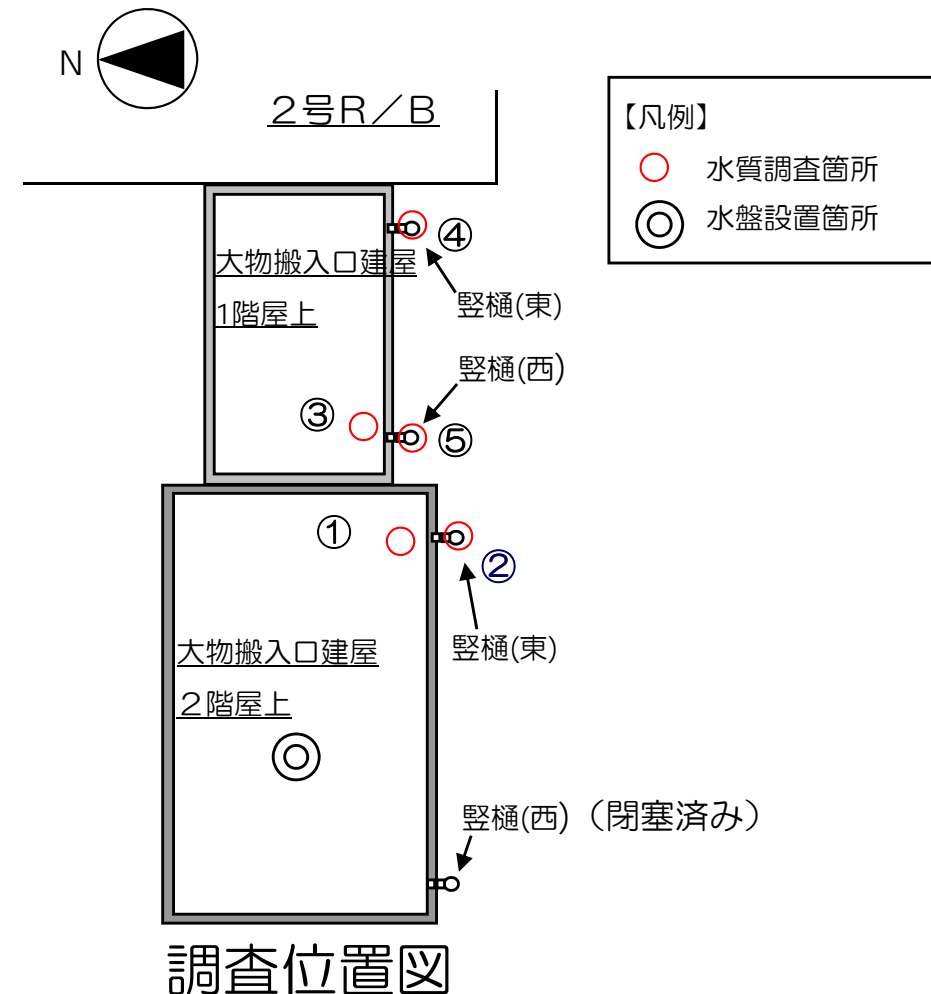 N
２号R／B
【凡例】
水質調査箇所
水盤設置箇所
④
大物搬入口建屋
1階屋上
竪樋(東)
竪樋(西)
③
⑤
①
②
竪樋(東)
大物搬入口建屋
２階屋上
竪樋(西)（閉塞済み）
調査位置図